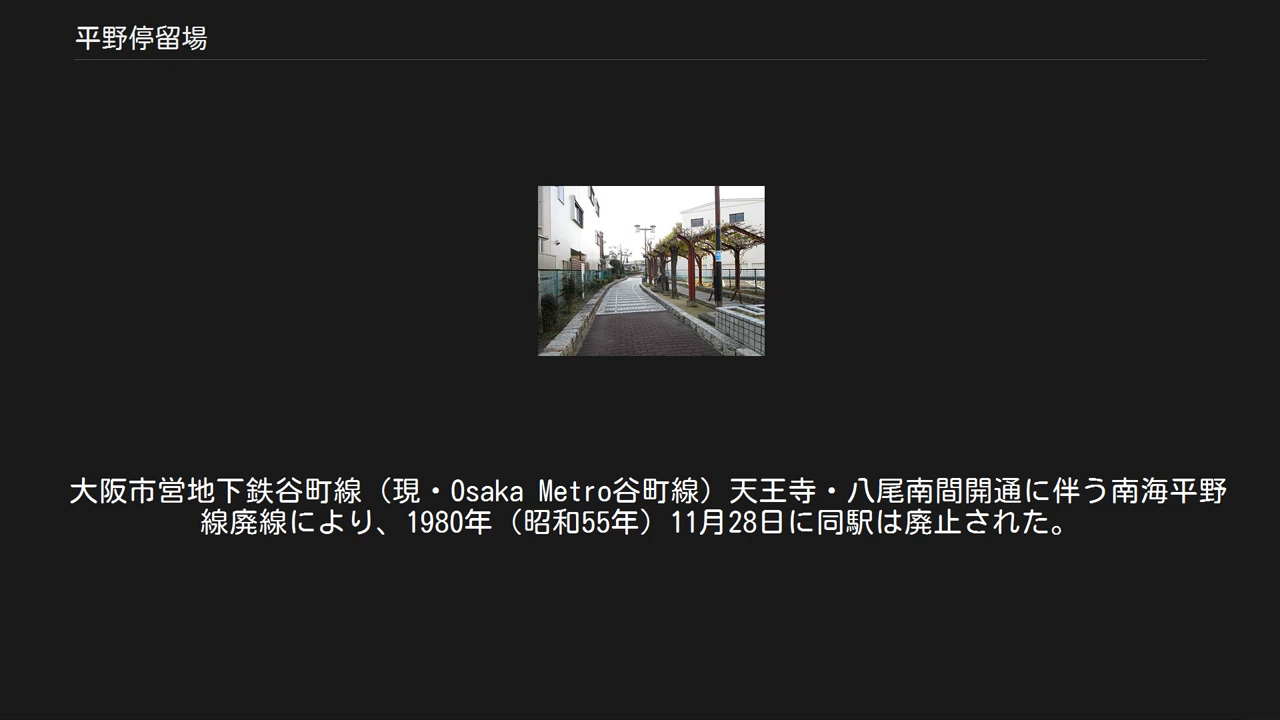 平野停留場
大阪市営地下鉄谷町線（現・Osaka Metro谷町線）天王寺・八尾南間開通に伴う南海平野
線廃線により、1980年（昭和55年）11月28日に同駅は廃止された。